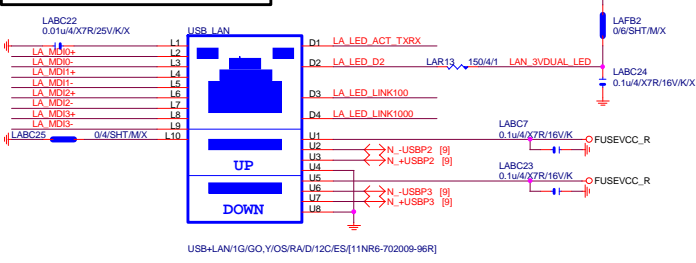 LABC22
0.01u/4/X7R/25V/K/X
USB_LAN
LAFB2
0/6/SHT/M/X
L1
LA_MDI0+ L2
LA_MDI0- L3
LA_MDI1+ L4
LA_MDI1- L5
LA_MDI2+ L6
LA_MDI2- L7
LA_MDI3+ L8
LA_MDI3- L9
LABC25 0/4/SHT/M/X L10
D1 LA_LED_ACT_TXRX
D2 LA_LED_D2 LAR13 150/4/1 LAN_3VDUAL_LED
LABC24
0.1u/4/X7R/16V/K/X
D3 LA_LED_LINK100
D4 LA_LED_LINK1000
LABC7
0.1u/4/X7R/16V/K
U1 FUSEVCC_R
U2 N_-USBP2 [9]
U3 N_+USBP2 [9]
U4
LABC23
0.1u/4/X7R/16V/K
U5 FUSEVCC_R
U6 N_-USBP3 [9]
U7 N_+USBP3 [9]
U8
UP
DOWN
USB+LAN/1G/GO,Y/OS/RA/D/12C/ES/[11NR6-702009-96R]